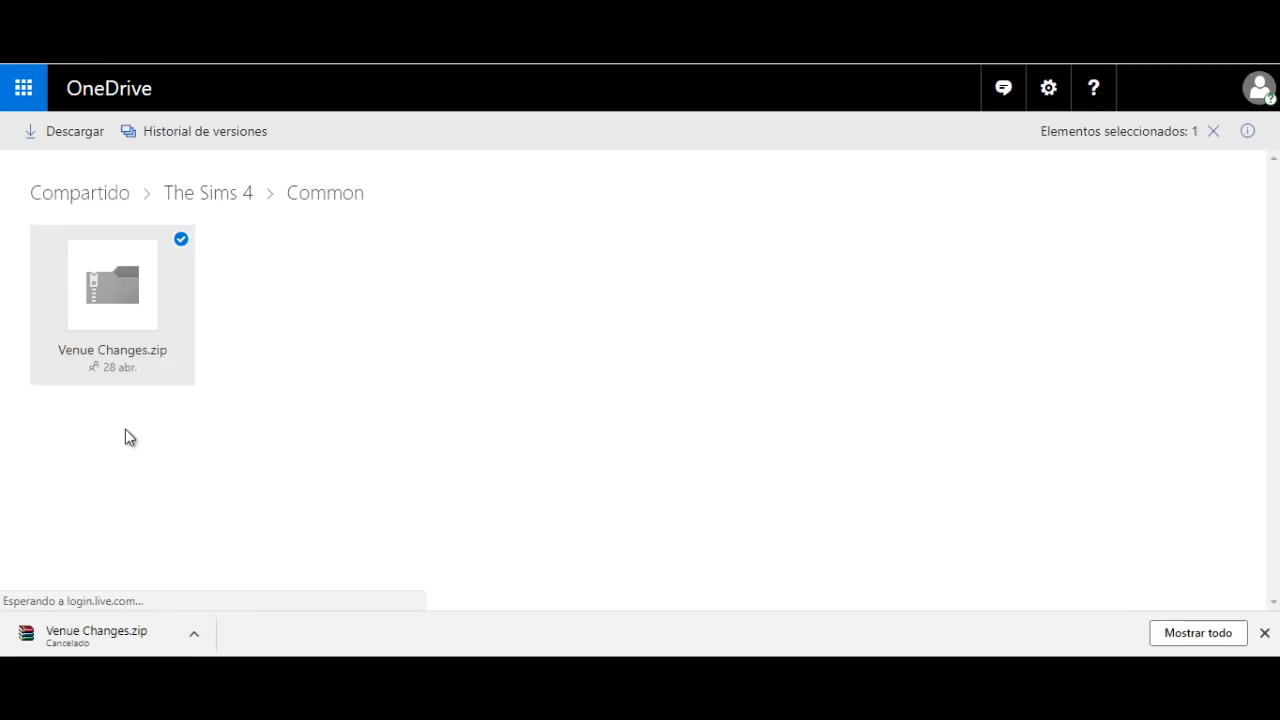 OneDrive
?
Descargar
Historial de versiones
Elementos seleccionados: 1
Compartido > The Sims 4 > Common
Venue Changes.zip
28 abr.
Esperando a login.live.com...
Venue Changes.zip
Cancelado
Mostrar todo